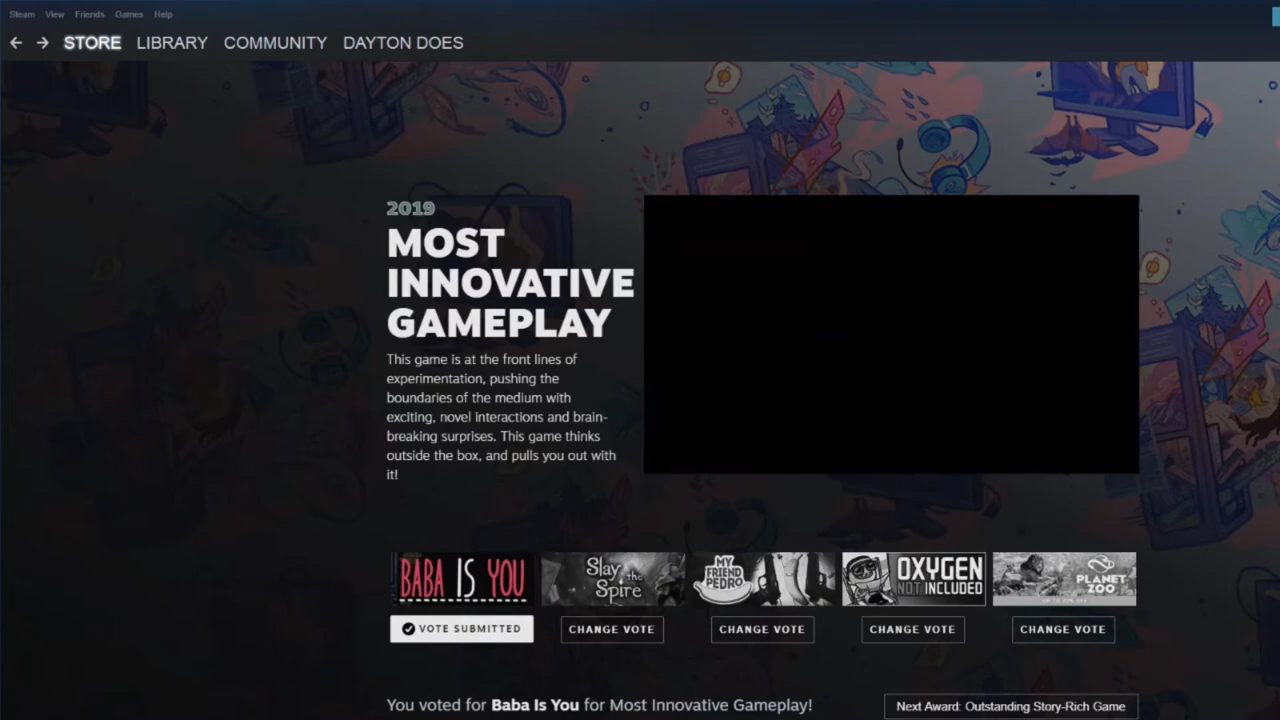 Steam View Friends Games Help
STORE LIBRARY COMMUNITY DAYTON DOES
2019
MOST
INNOVATIVE
GAMEPLAY
This game is at the front lines of
experimentation, pushing the
boundaries of the medium with
exciting, novel interactions and brain-
breaking surprises. This game thinks
outside the box, and pulls you out with
it!
BABA IS YOU
Slay the Spire
MY FRIEND PEDRO
OXYGEN NOT INCLUDED
PLANET ZOO
VOTE SUBMITTED CHANGE VOTE CHANGE VOTE CHANGE VOTE CHANGE VOTE
You voted for Baba Is You for Most Innovative Gameplay!
Next Award: Outstanding Story-Rich Game